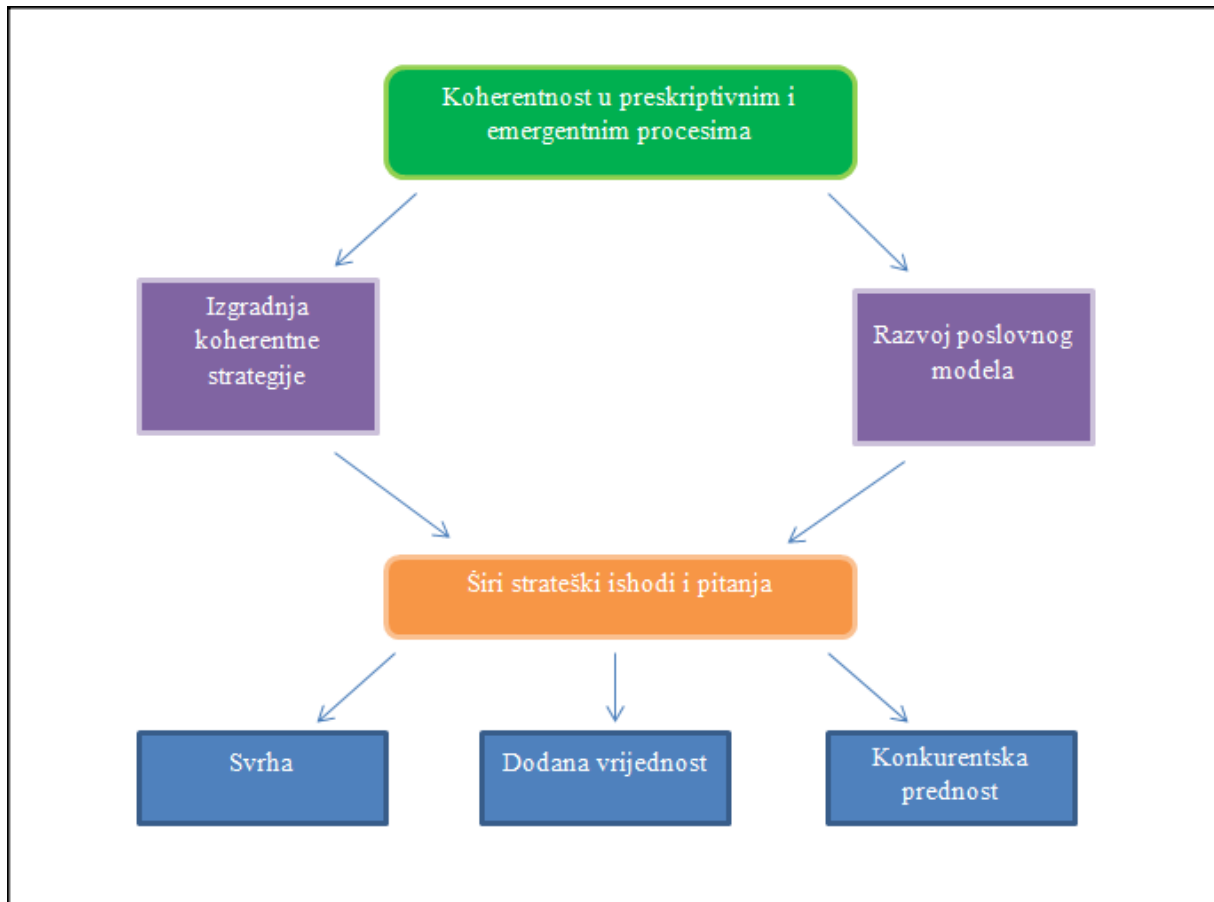 Koherentnost u preskriptivnim i
emergentnim procesima
Izgradnja
koherentne
strategije
Razvoj poslovnog
modela
Širi strateški ishodi i pitanja
Svrha
Dodana vrijednost
Konkurentska
prednost